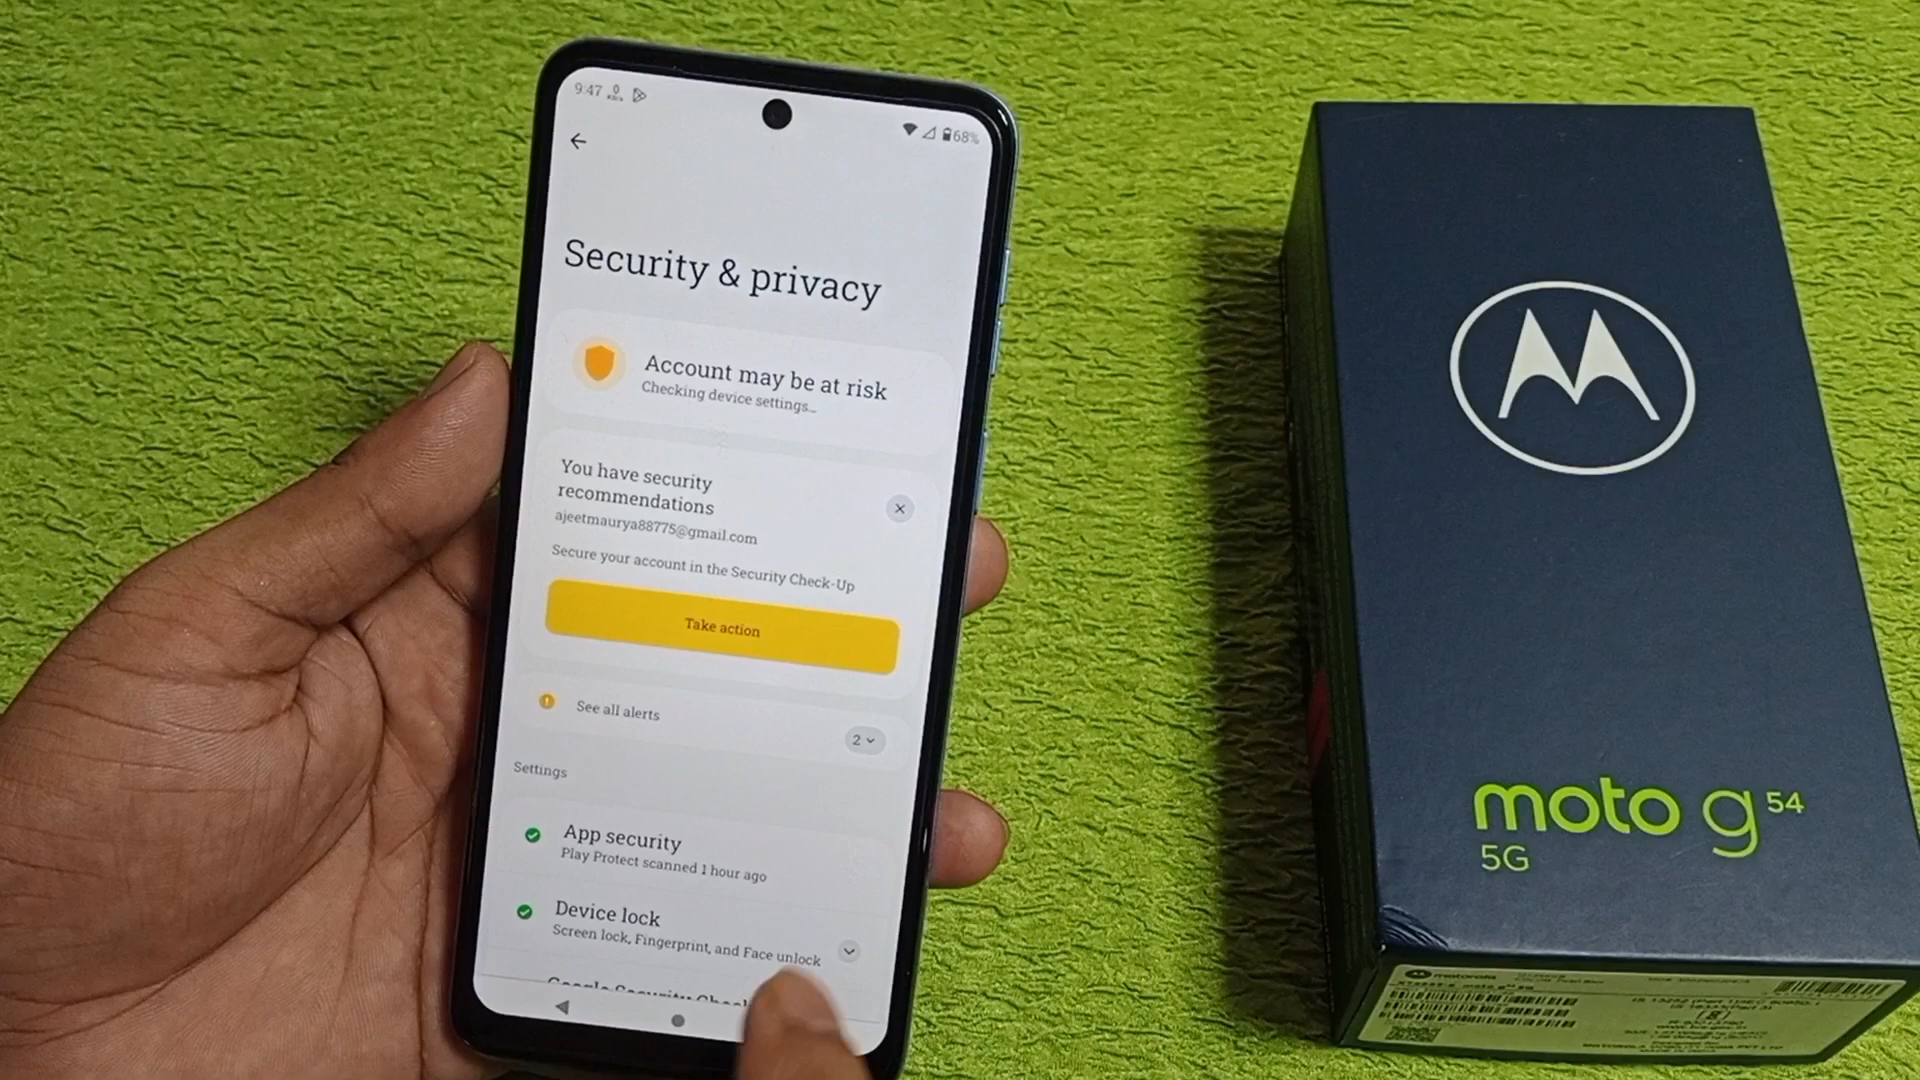 9:47
68%
Security & privacy
Account may be at risk
Checking device settings...
You have security
recommendations
ajeetmaurya88775@gmail.com
Secure your account in the Security Check-Up
Take action
See all alerts
2
Settings
App security
Play Protect scanned 1 hour ago
Device lock
Screen lock, Fingerprint, and Face unlock
moto g54
5G
motorola